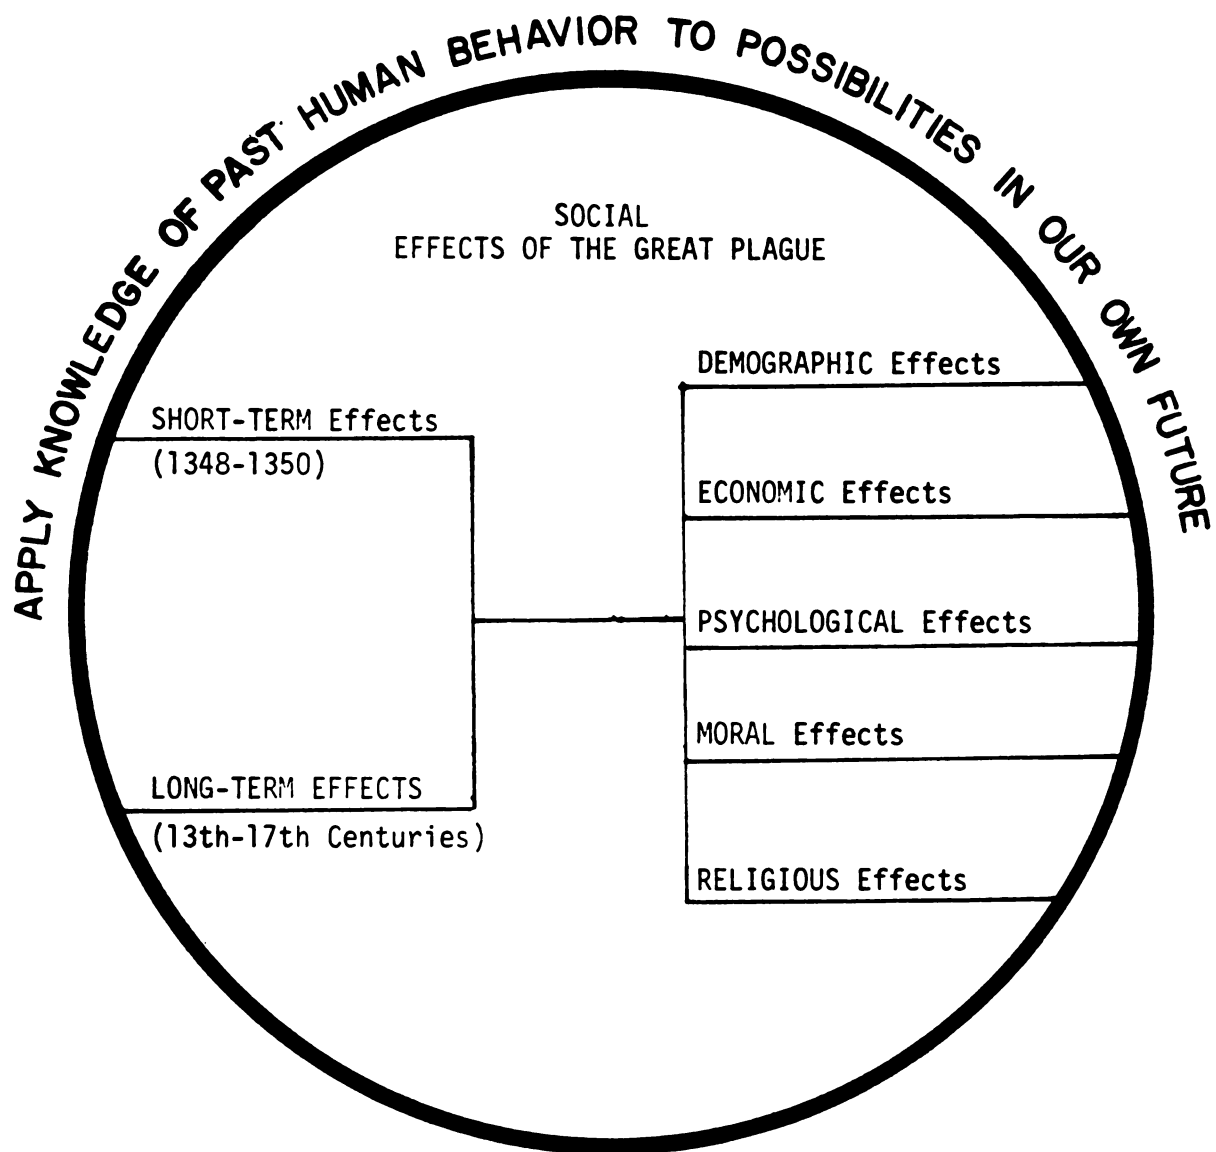 APPLY KNOWLEDGE OF PAST HUMAN BEHAVIOR TO POSSIBILITIES IN OUR OWN FUTURE
SOCIAL
EFFECTS OF THE GREAT PLAGUE
SHORT-TERM Effects
(1348-1350)
LONG-TERM EFFECTS
(13th-17th Centuries)
DEMOGRAPHIC Effects
ECONOMIC Effects
PSYCHOLOGICAL Effects
MORAL Effects
RELIGIOUS Effects